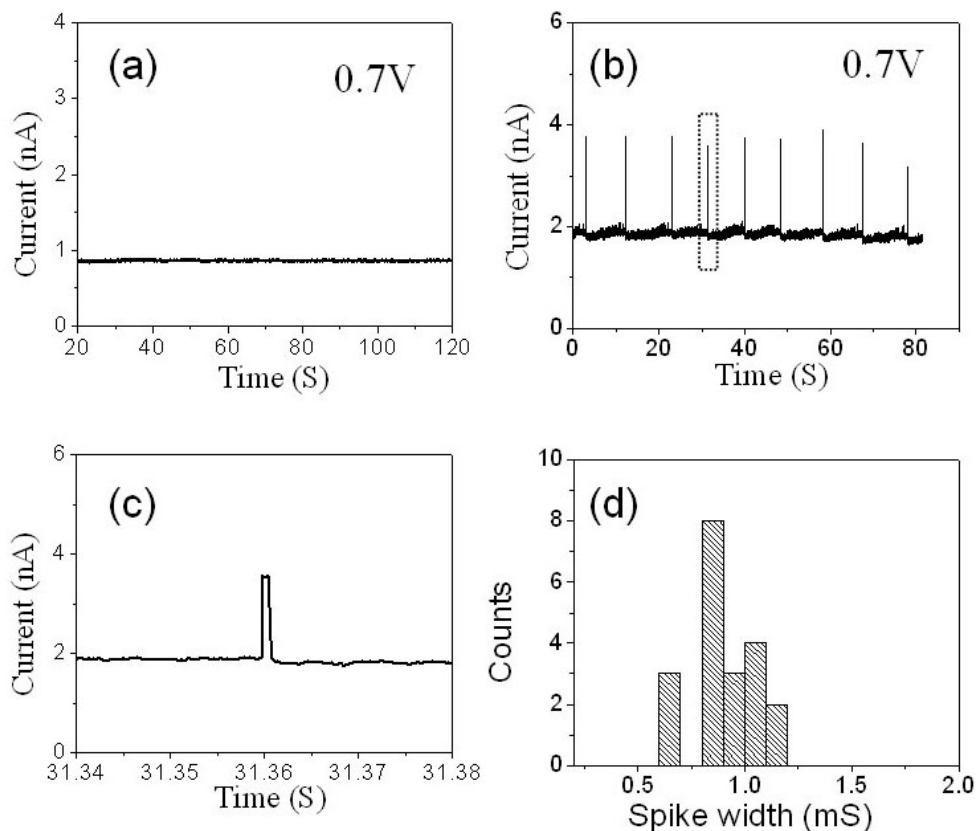 (a)
0.7V
Current (nA)
4
3
2
1
0
20 40 60 80 100 120
Time (S)
(b)
0.7V
Current (nA)
6
4
2
0
0 20 40 60 80
Time (S)
(c)
Current (nA)
6
4
2
0
31.34 31.35 31.36 31.37 31.38
Time (S)
(d)
Counts
10
8
6
4
2
0
0.5 1.0 1.5 2.0
Spike width (mS)